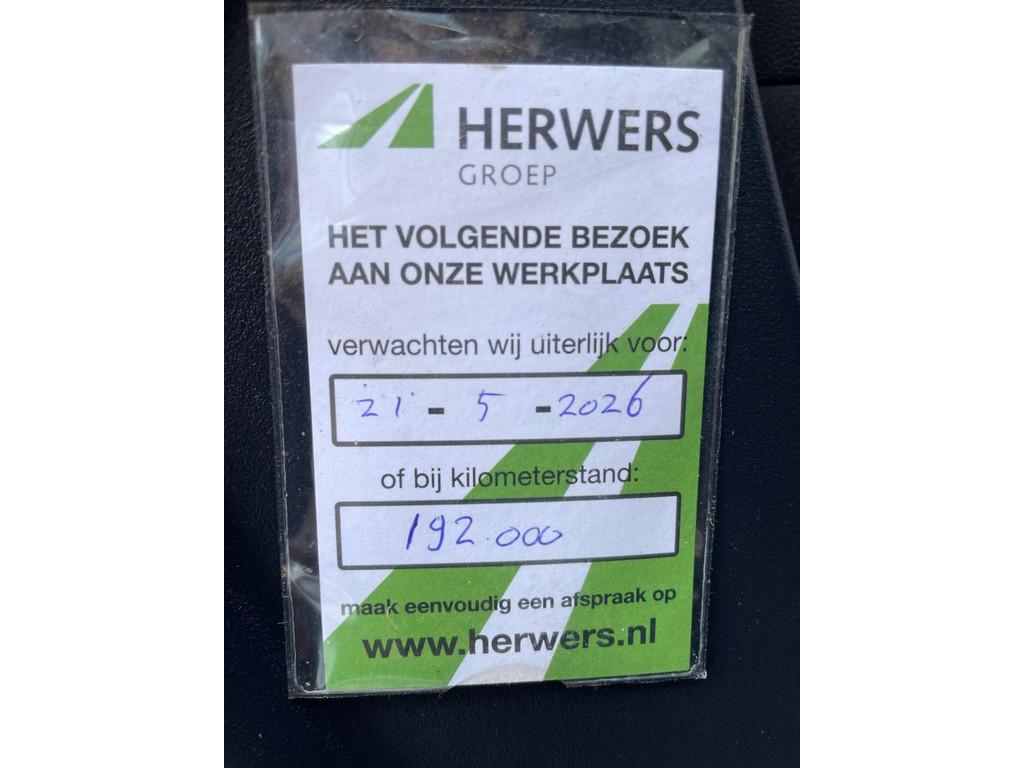 HERWERS
GROEP
HET VOLGENDE BEZOEK
AAN ONZE WERKPLAATS
verwachten wij uiterlijk voor:
21 - 5 - 2026
of bij kilometerstand:
192.000
maak eenvoudig een afspraak op
www.herwers.nl